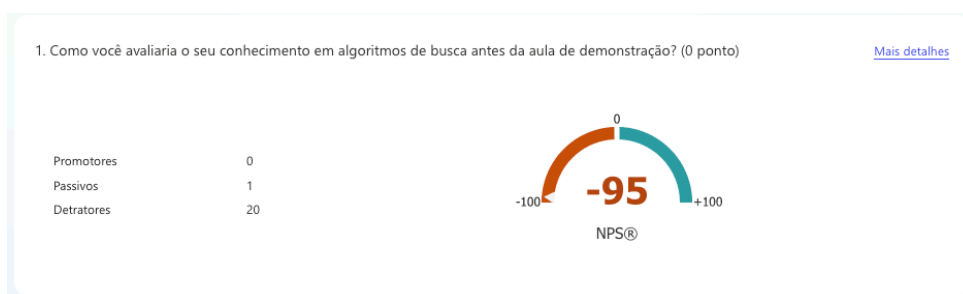 1. Como você avaliaria o seu conhecimento em algoritmos de busca antes da aula de demonstração? (0 ponto) Mais detalhes
Promotores 0
Passivos 1
Detratores 20
0
-100 -95 +100
NPS®